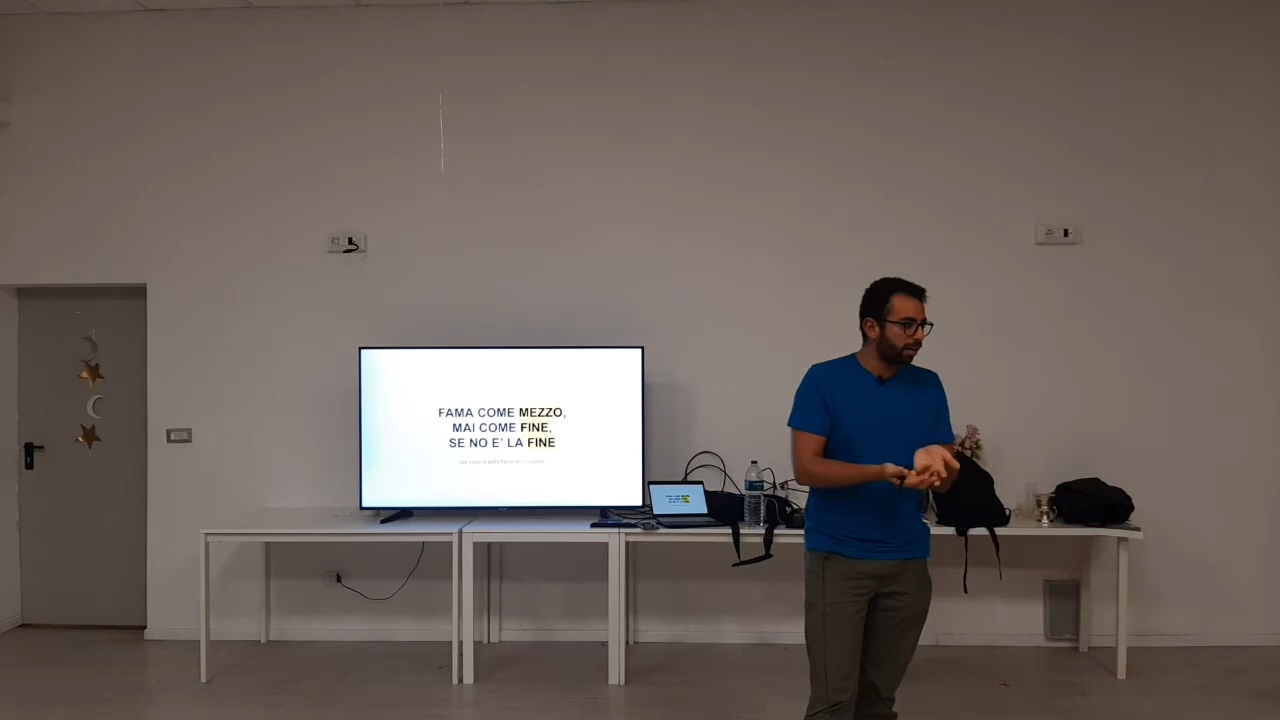 FAMA COME MEZZO,
MAI COME FINE,
SE NO E' LA FINE